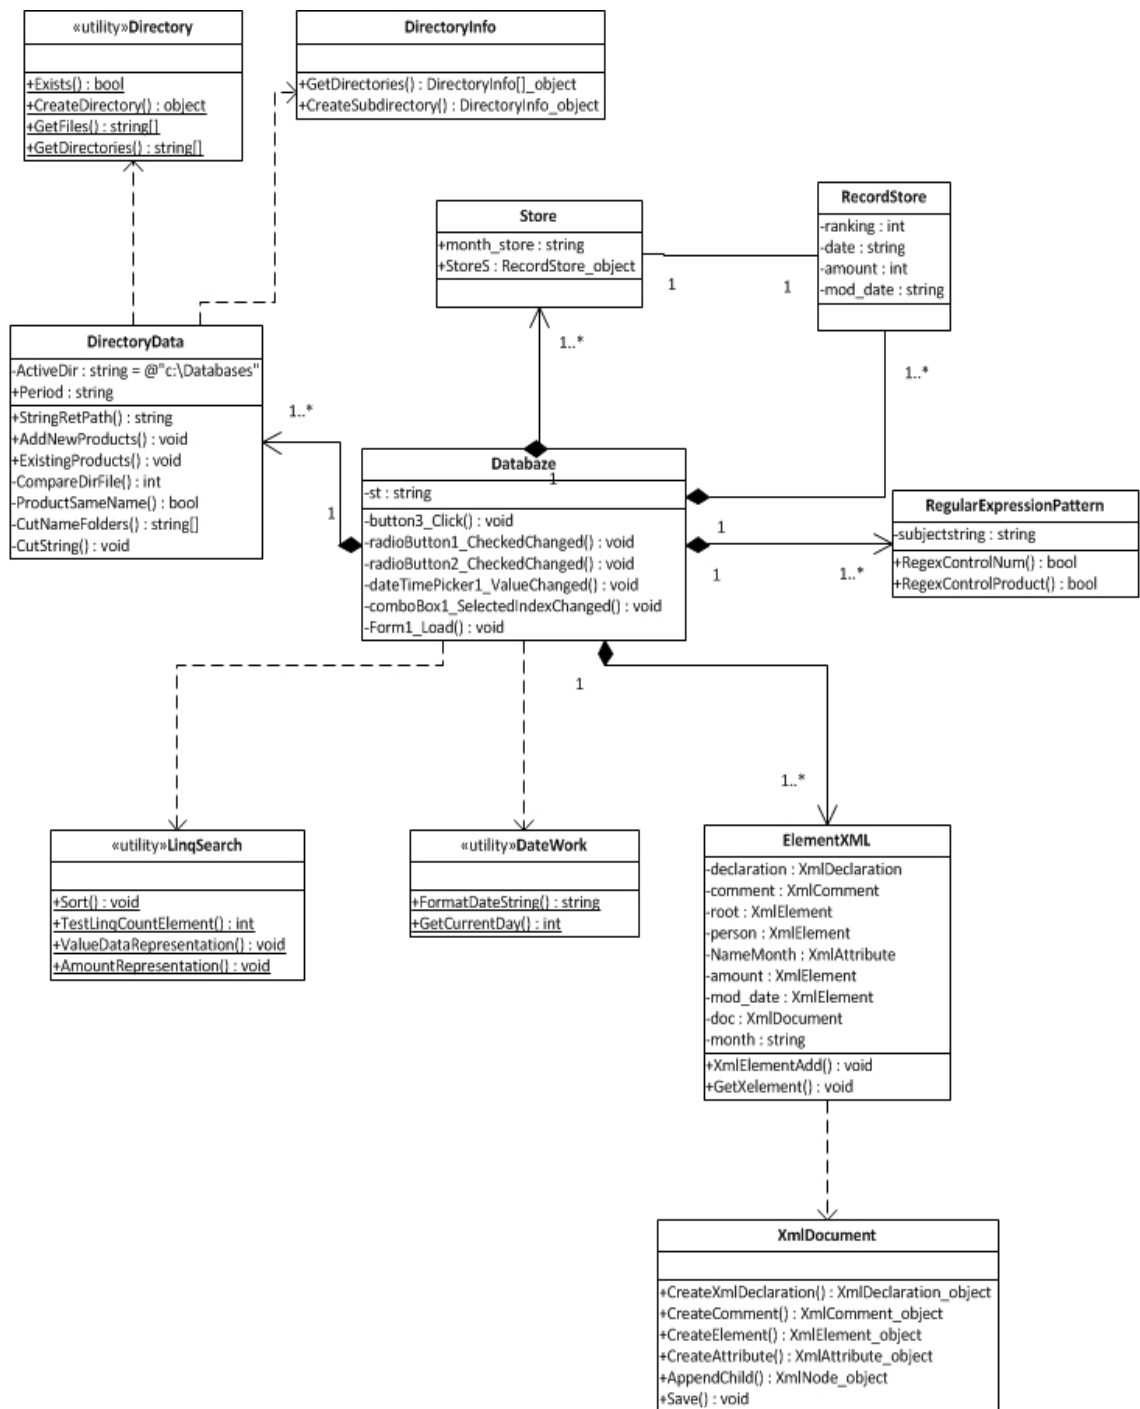 «utility»Directory
+Exists() : bool
+CreateDirectory() : object
+GetFiles() : string[]
+GetDirectories() : string[]
DirectoryInfo
+GetDirectories() : DirectoryInfo[]_object
+CreateSubdirectory() : DirectoryInfo_object
Store
+month_store : string
+StoreS : RecordStore_object
1
1
RecordStore
-ranking : int
-date : string
-amount : int
-mod_date : string
DirectoryData
-ActiveDir : string = @"c:\Databases"
+Period : string
+StringRetPath() : string
+AddNewProducts() : void
+ExistingProducts() : void
-CompareDirFile() : int
-ProductSameName() : bool
-CutNameFolders() : string[]
-CutString() : void
1..*
1..*
1..*
1
Databaze
1
-st : string
-button3_Click() : void
-radioButton1_CheckedChanged() : void
-radioButton2_CheckedChanged() : void
-dateTimePicker1_ValueChanged() : void
-comboBox1_SelectedIndexChanged() : void
-Form1_Load() : void
1
1
1..*
RegularExpressionPattern
-subjectstring : string
+RegexControlNum() : bool
+RegexControlProduct() : bool
1
1..*
«utility»LinqSearch
+Sort() : void
+TestLinqCountElement() : int
+ValueDataRepresentation() : void
+AmountRepresentation() : void
«utility»DateWork
+FormatDateString() : string
+GetCurrentDay() : int
ElementXML
-declaration : XmlDeclaration
-comment : XmlComment
-root : XmlElement
-person : XmlElement
-NameMonth : XmlAttribute
-amount : XmlElement
-mod_date : XmlElement
-doc : XmlDocument
-month : string
+XmlElementAdd() : void
+GetXelement() : void
XmlDocument
+CreateXmlDeclaration() : XmlDeclaration_object
+CreateComment() : XmlComment_object
+CreateElement() : XmlElement_object
+CreateAttribute() : XmlAttribute_object
+AppendChild() : XmlNode_object
+Save() : void